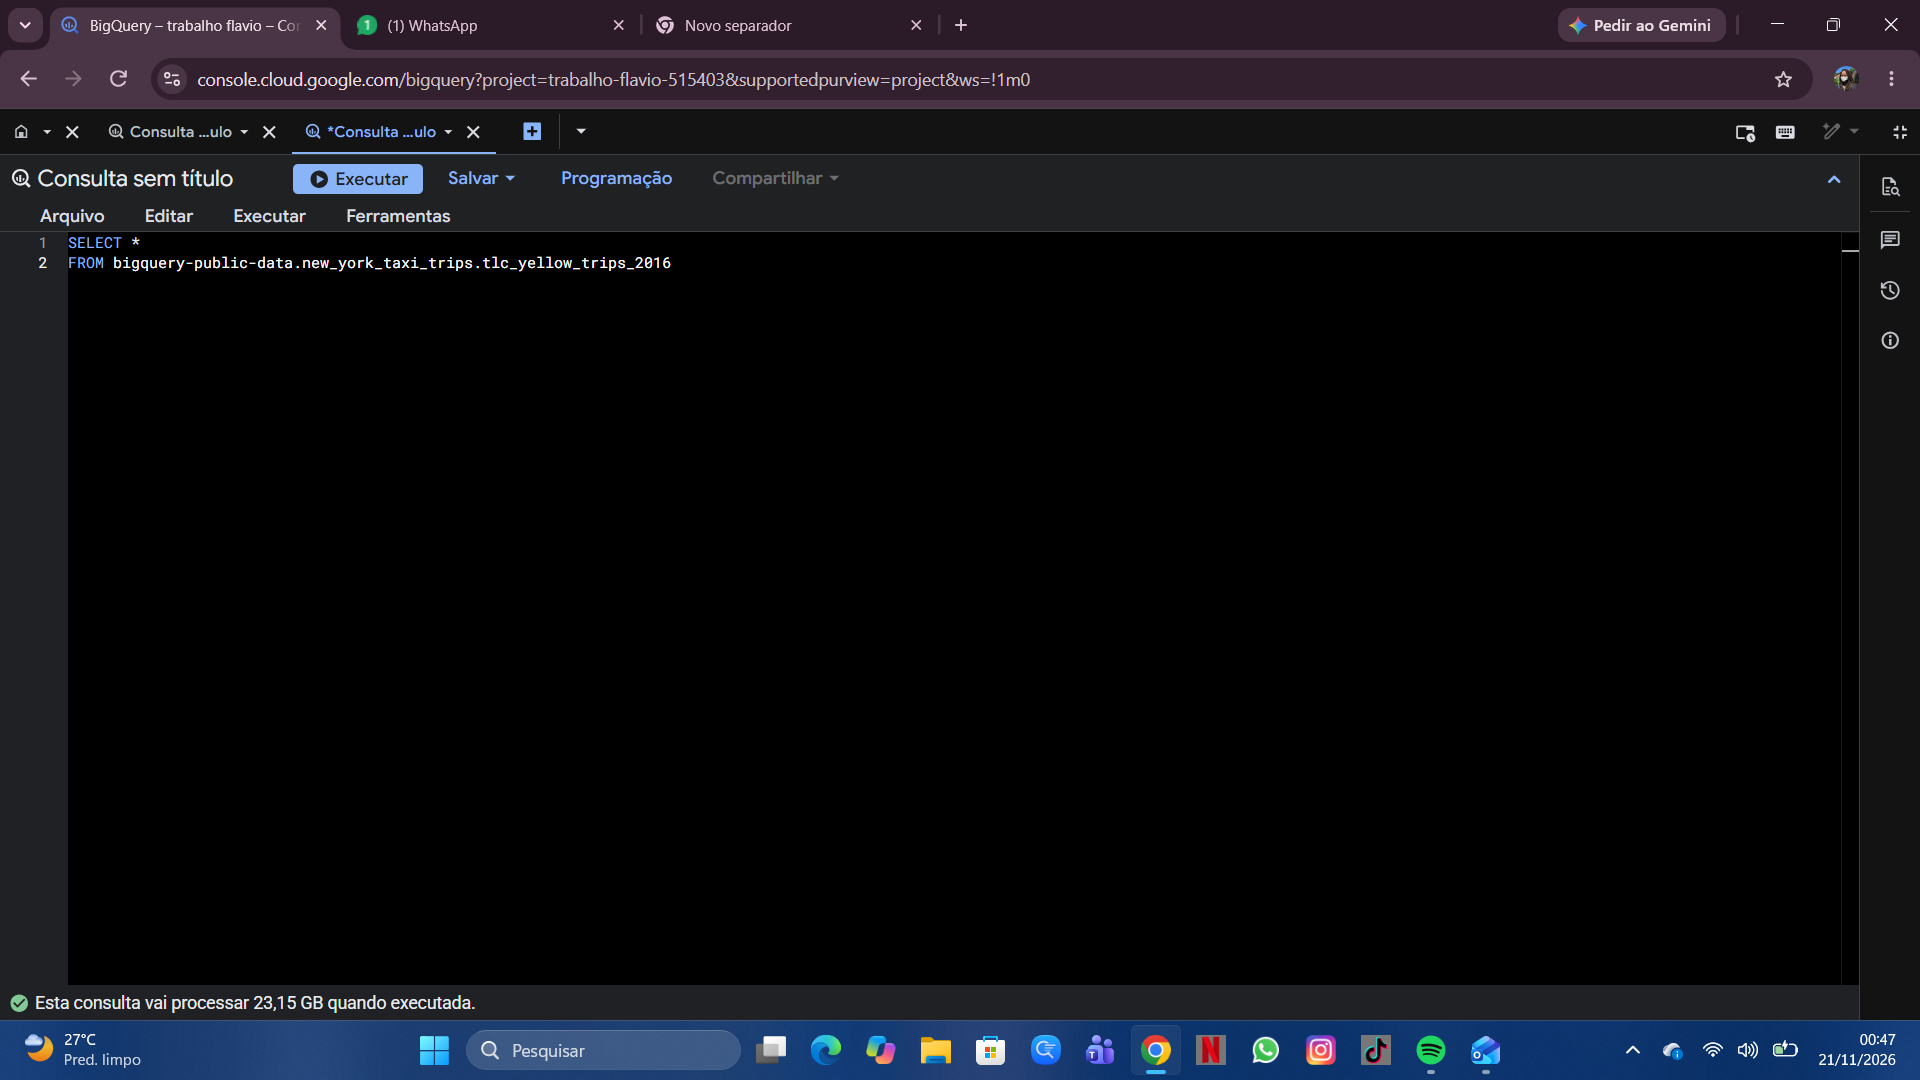 BigQuery – trabalho flavio – Con
(1) WhatsApp
Novo separador
Pedir ao Gemini
console.cloud.google.com/bigquery?project=trabalho-flavio-515403&supportedpurview=project&ws=!1m0
Consulta ...ulo
*Consulta ...ulo
Consulta sem título
Executar
Salvar
Programação
Compartilhar
Arquivo
Editar
Executar
Ferramentas
1 SELECT *
2 FROM bigquery-public-data.new_york_taxi_trips.tlc_yellow_trips_2016
Esta consulta vai processar 23,15 GB quando executada.
27°C
Pred. limpo
Pesquisar
00:47
21/11/2026